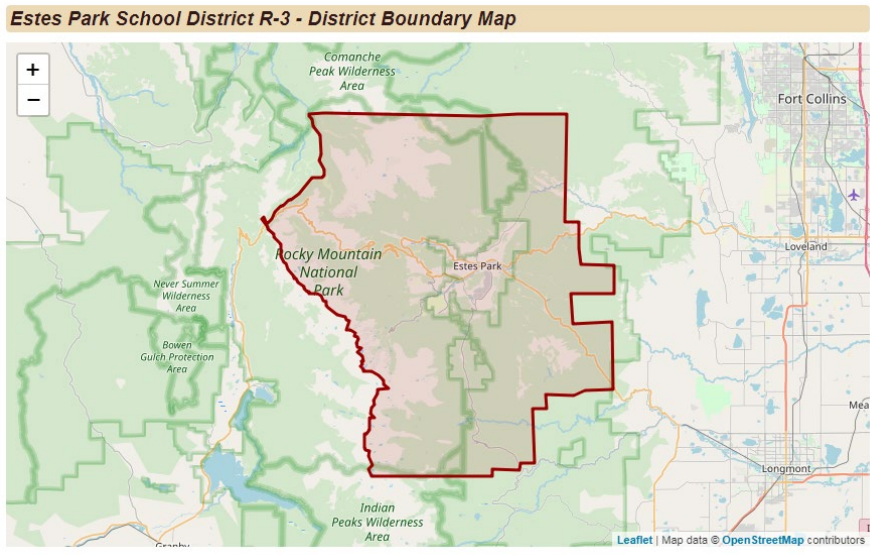 Estes Park School District R-3 - District Boundary Map
+
−
Comanche
Peak Wilderness
Area
Fort Collins
Loveland
Rocky Mountain
National
Park
Estes Park
Never Summer
Wilderness
Area
Bowen
Gulch Protection
Area
Mea
Longmont
Indian
Peaks Wilderness
Area
Granby
Leaflet | Map data © OpenStreetMap contributors